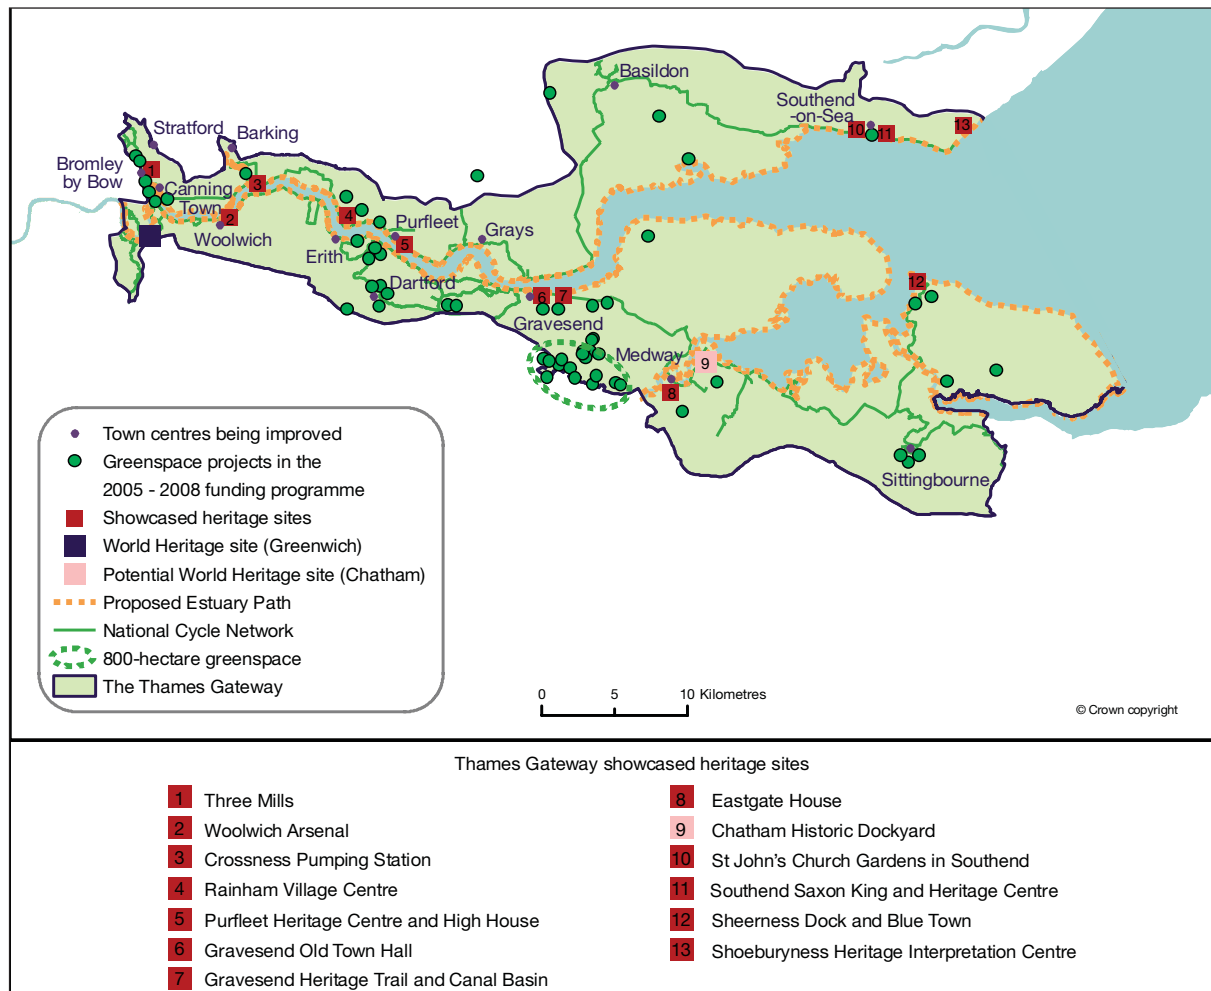 Basildon
Southend
-on-Sea
10
11
13
Stratford
Barking
Bromley
by Bow
1
Canning
Town
3
2
Woolwich
4
Purfleet
5
Erith
Grays
Dartford
12
6
7
Gravesend
Medway
9
8
Sittingbourne
Town centres being improved
Greenspace projects in the
2005 - 2008 funding programme
Showcased heritage sites
World Heritage site (Greenwich)
Potential World Heritage site (Chatham)
Proposed Estuary Path
National Cycle Network
800-hectare greenspace
The Thames Gateway
0 5 10 Kilometres
© Crown copyright
Thames Gateway showcased heritage sites
1 Three Mills
2 Woolwich Arsenal
3 Crossness Pumping Station
4 Rainham Village Centre
5 Purfleet Heritage Centre and High House
6 Gravesend Old Town Hall
7 Gravesend Heritage Trail and Canal Basin
8 Eastgate House
9 Chatham Historic Dockyard
10 St John's Church Gardens in Southend
11 Southend Saxon King and Heritage Centre
12 Sheerness Dock and Blue Town
13 Shoeburyness Heritage Interpretation Centre